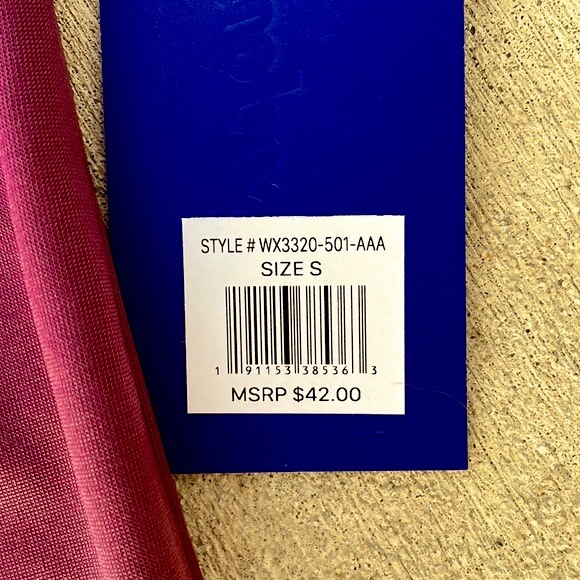 STYLE # WX3320-501-AAA
SIZE S
1 91153 38536 3
MSRP $42.00